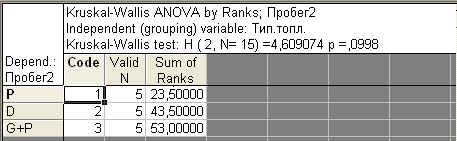 Kruskal-Wallis ANOVA by Ranks; Пробег2
Independent (grouping) variable: Тип.топл.
Kruskal-Wallis test: H ( 2, N= 15) =4,609074 p =,0998
Depend.: Code Valid Sum of
Пробег2 N Ranks
P 1 5 23,50000
D 2 5 43,50000
G+P 3 5 53,00000